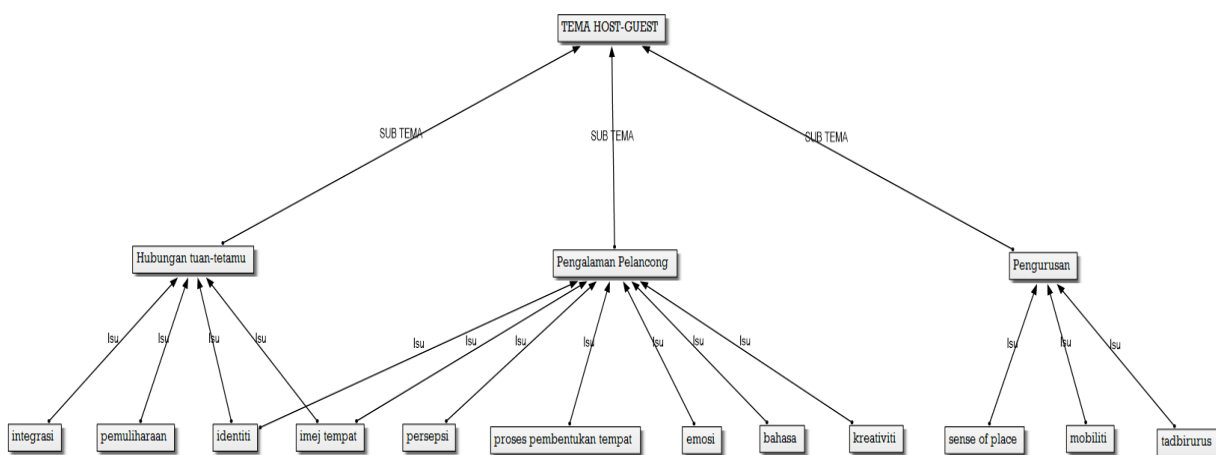 TEMA HOST-GUEST
SUB TEMA
SUB TEMA
SUB TEMA
Hubungan tuan-tetamu
Pengalaman Pelancong
Pengurusan
Isu
Isu
Isu
Isu
Isu
Isu
Isu
Isu
Isu
Isu
Isu
Isu
Isu
Isu
integrasi
pemuliharaan
identiti
imej tempat
persepsi
proses pembentukan tempat
emosi
bahasa
kreativiti
sense of place
mobiliti
tadbirurus